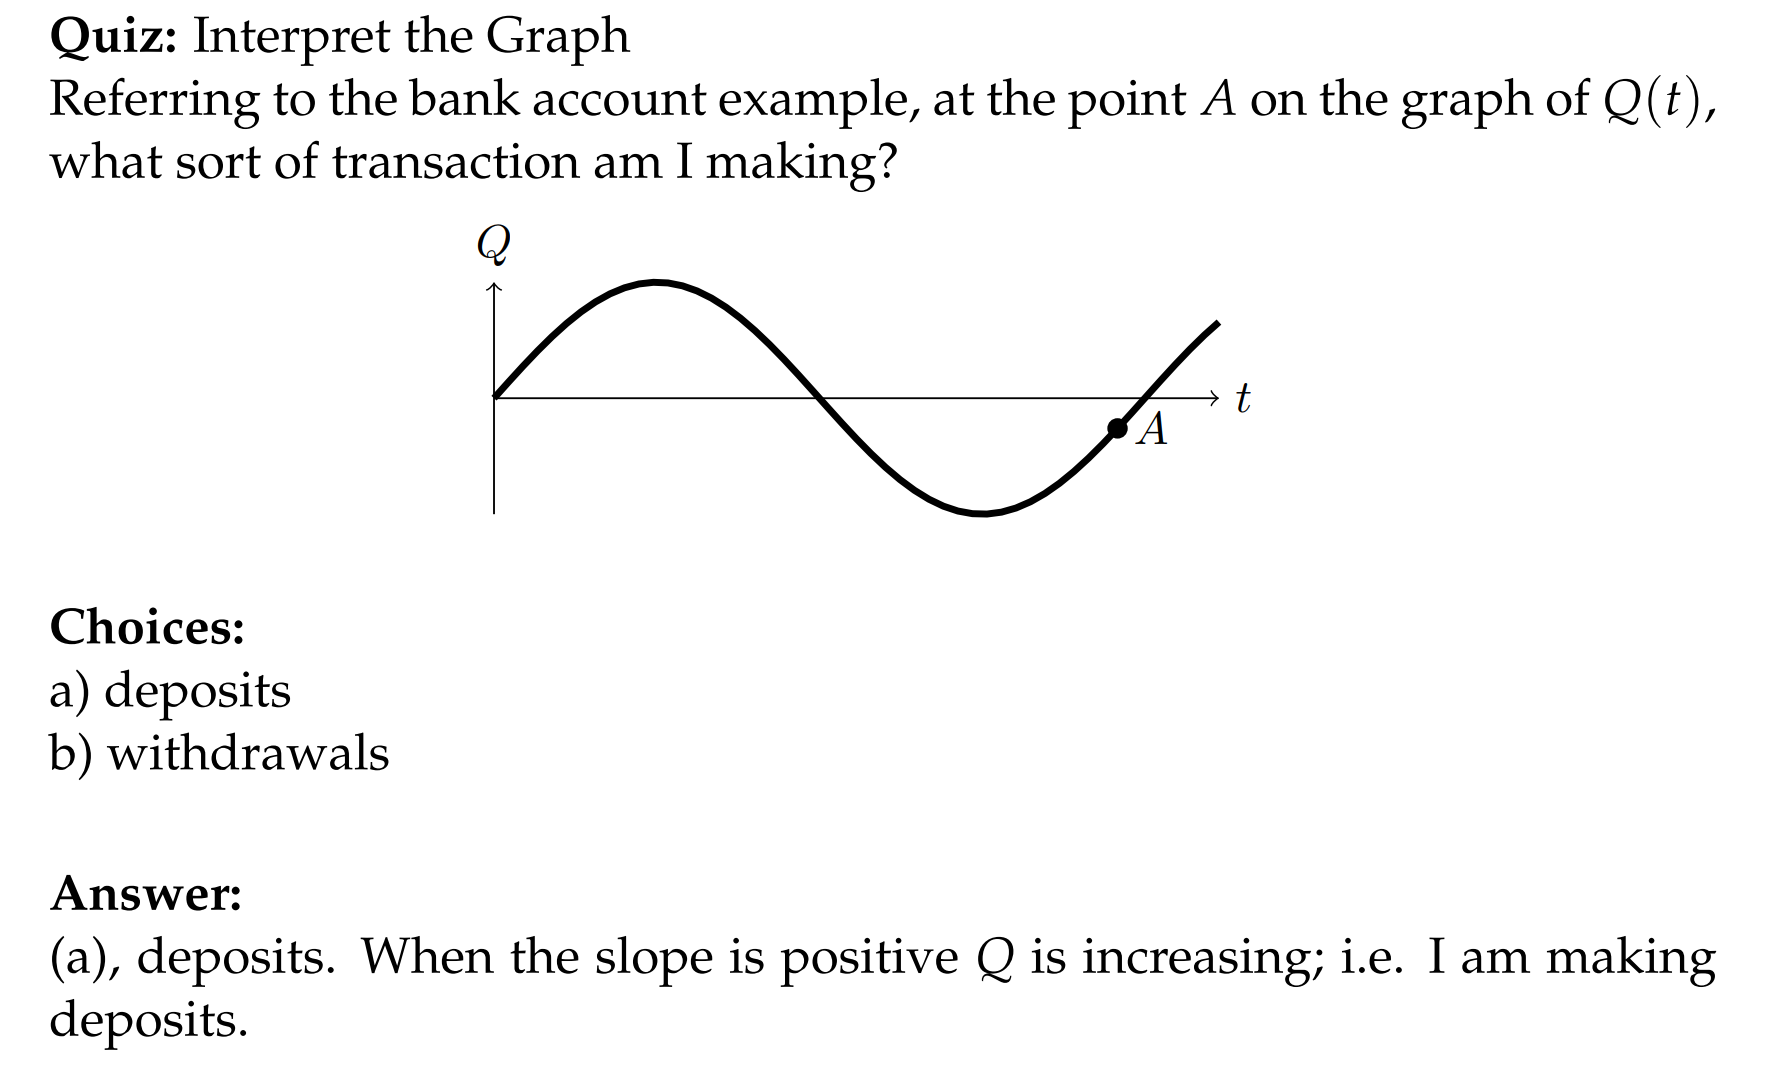 Quiz: Interpret the Graph
Referring to the bank account example, at the point A on the graph of Q(t),
what sort of transaction am I making?
Q
t
A
Choices:
a) deposits
b) withdrawals
Answer:
(a), deposits. When the slope is positive Q is increasing; i.e. I am making
deposits.